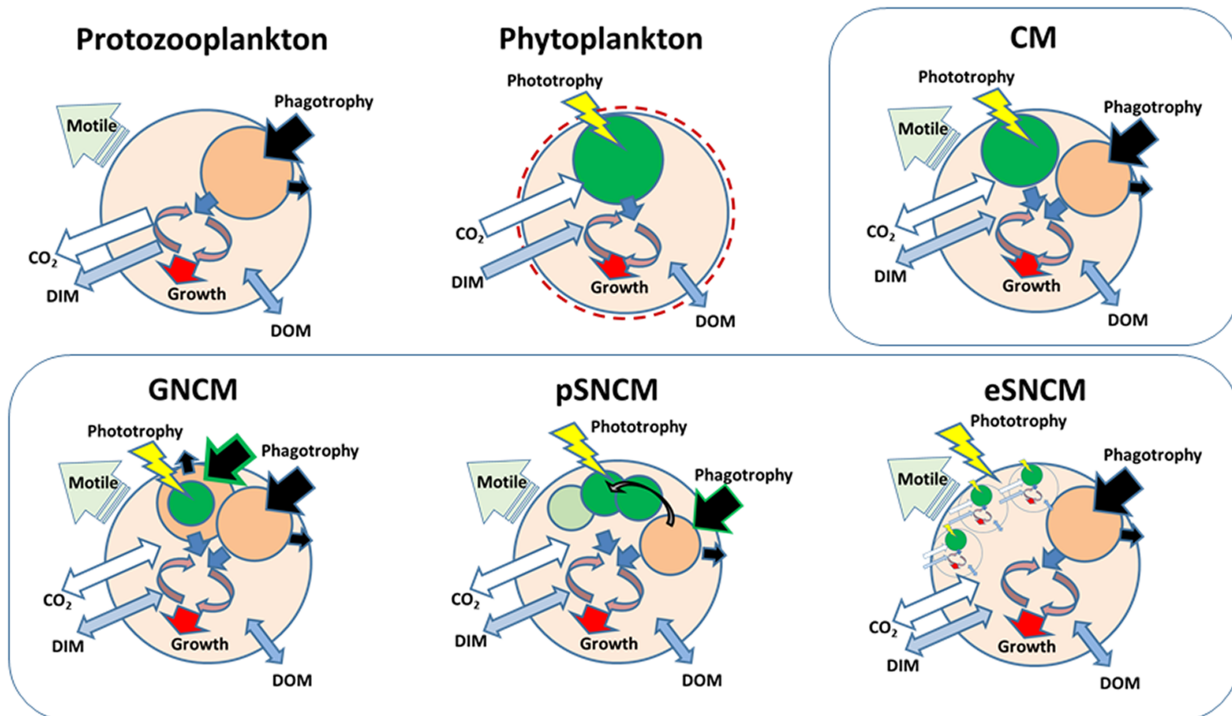 Protozooplankton
Motile
Phagotrophy
CO2
DIM
Growth
DOM
Phytoplankton
Phototrophy
CO2
DIM
Growth
DOM
CM
Phototrophy
Phagotrophy
Motile
CO2
DIM
Growth
DOM
GNCM
Phototrophy
Phagotrophy
Motile
CO2
DIM
Growth
DOM
pSNCM
Phototrophy
Phagotrophy
Motile
CO2
DIM
Growth
DOM
eSNCM
Phototrophy
Phagotrophy
Motile
CO2
DIM
Growth
DOM